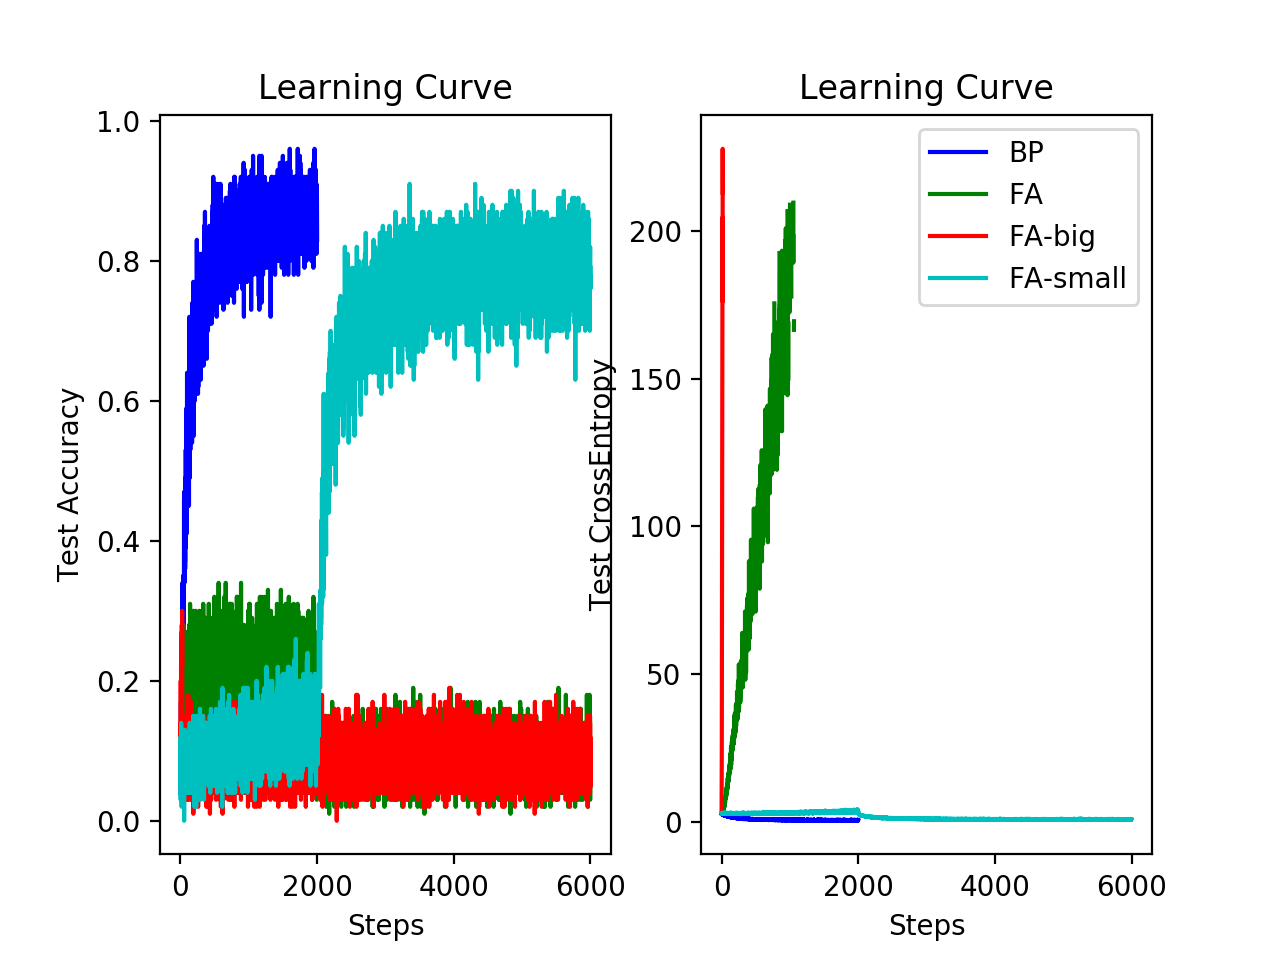 Learning Curve
1.0
0.8
0.6
0.4
0.2
0.0
Test Accuracy
0 2000 4000 6000
Steps
Learning Curve
BP
FA
FA-big
FA-small
200
150
100
50
0
Test CrossEntropy
0 2000 4000 6000
Steps